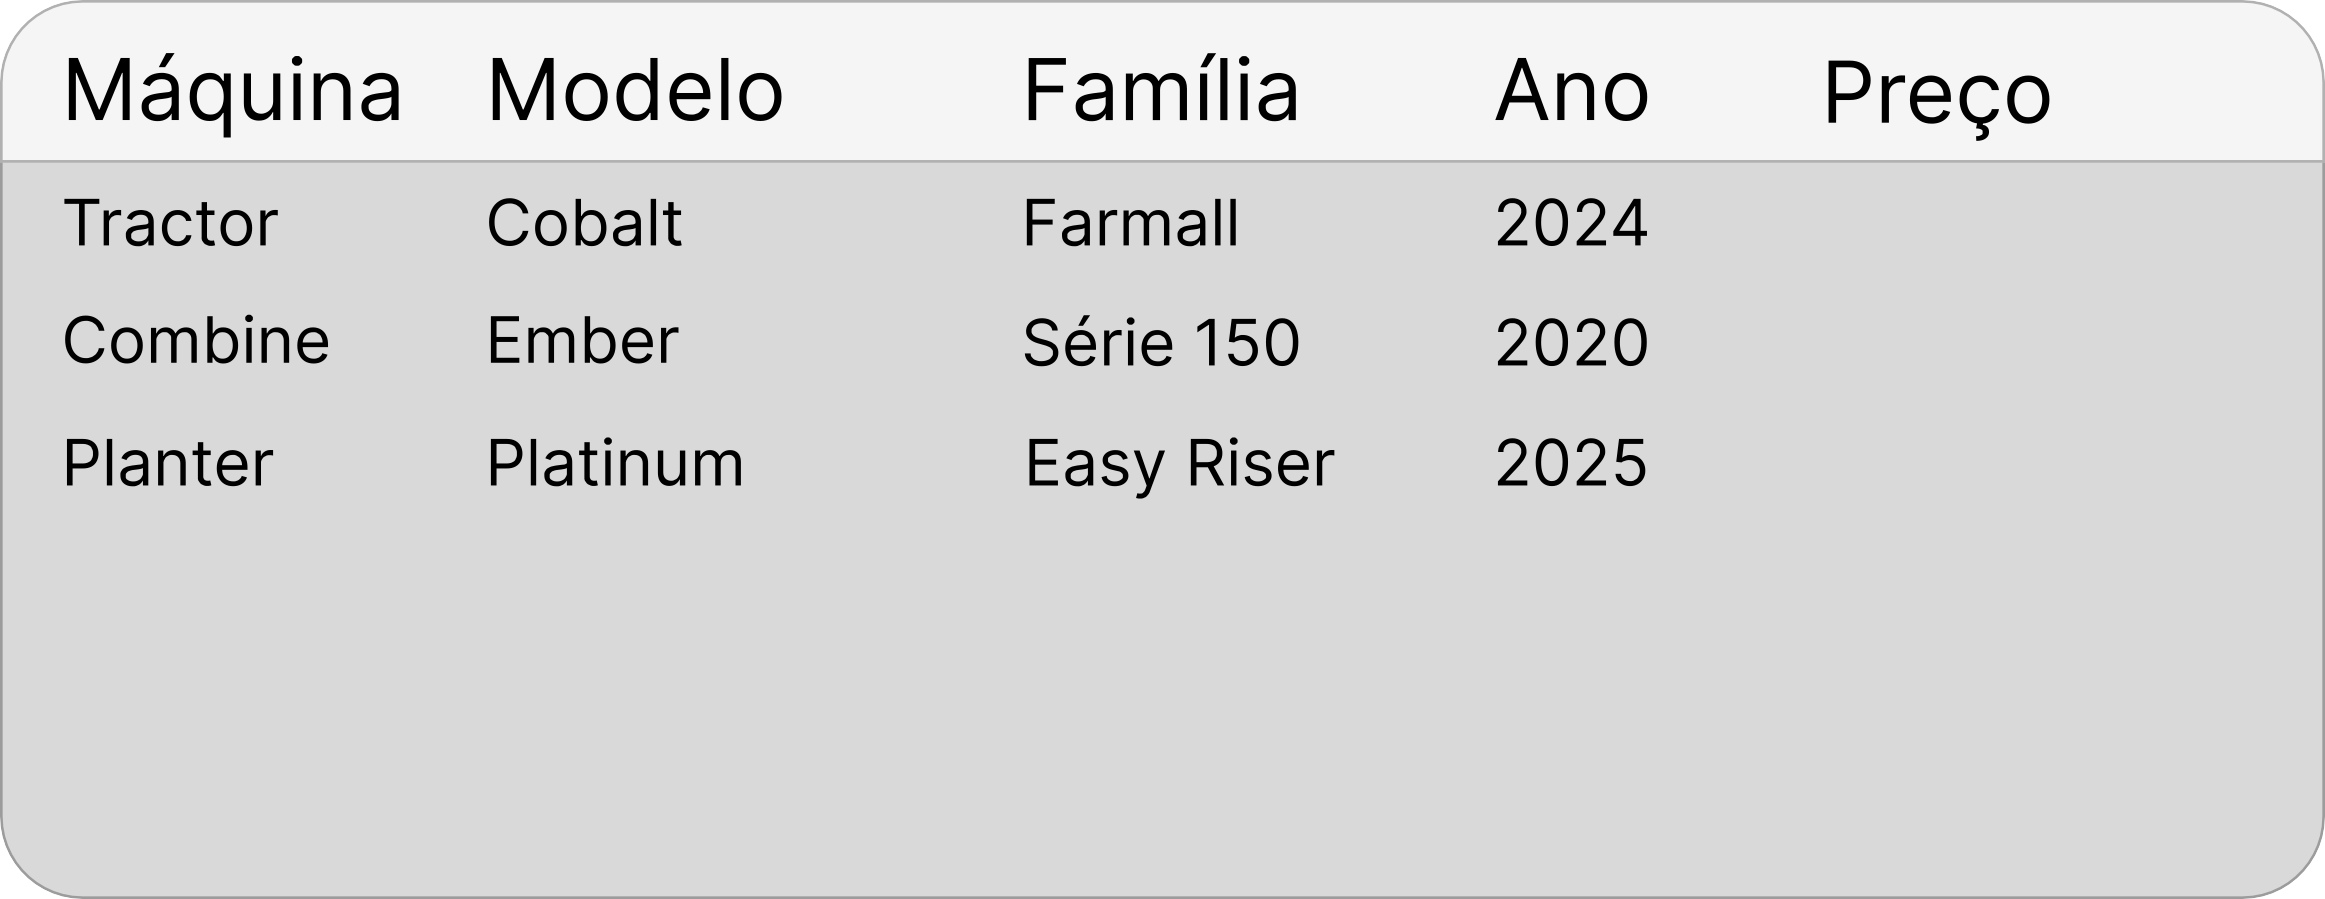 Máquina Modelo Família Ano Preço
Tractor Cobalt Farmall 2024
Combine Ember Série 150 2020
Planter Platinum Easy Riser 2025